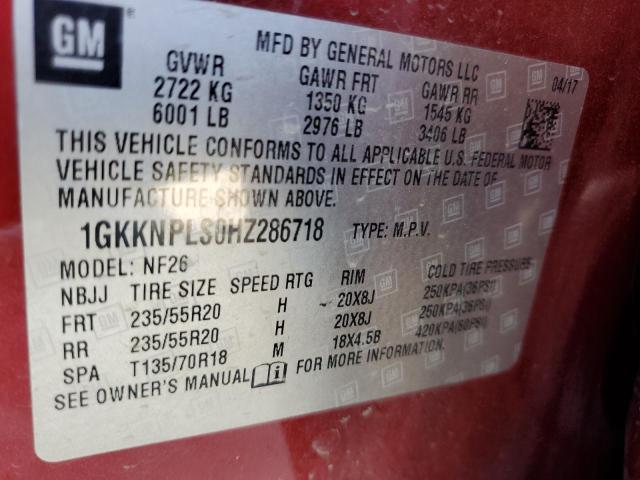 GM ®
MFD BY GENERAL MOTORS LLC
04/17
GVWR GAWR FRT GAWR RR
2722 KG 1350 KG 1545 KG
6001 LB 2976 LB 3406 LB
THIS VEHICLE CONFORMS TO ALL APPLICABLE U.S. FEDERAL MOTOR
VEHICLE SAFETY STANDARDS IN EFFECT ON THE DATE OF
MANUFACTURE SHOWN ABOVE.
1GKKNPLS0HZ286718 TYPE: M.P.V.
MODEL: NF26
NBJJ TIRE SIZE SPEED RTG RIM COLD TIRE PRESSURE
FRT 235/55R20 H 20X8J 250KPA(36PSI)
RR 235/55R20 H 20X8J 250KPA(36PSI)
SPA T135/70R18 M 18X4.5B 420KPA(60PSI)
SEE OWNER'S MANUAL i FOR MORE INFORMATION.